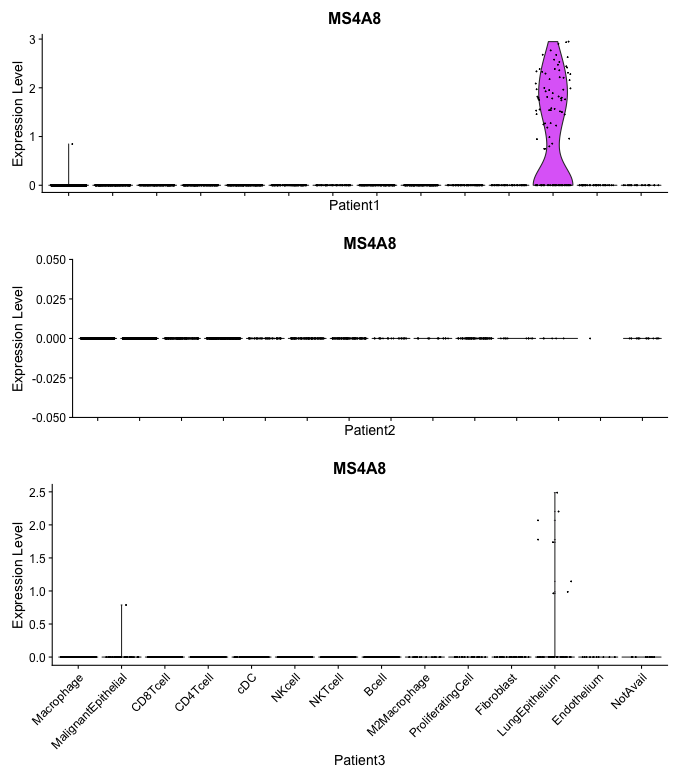 MS4A8
Expression Level
3
2
1
0
Patient1
MS4A8
Expression Level
0.050
0.025
0.000
-0.025
-0.050
Patient2
MS4A8
Expression Level
2.5
2.0
1.5
1.0
0.5
0.0
Macrophage
MalignantEpithelial
CD8Tcell
CD4Tcell
cDC
NKcell
NKTcell
Bcell
M2Macrophage
ProliferatingCell
Fibroblast
LungEpithelium
Endothelium
NotAvail
Patient3